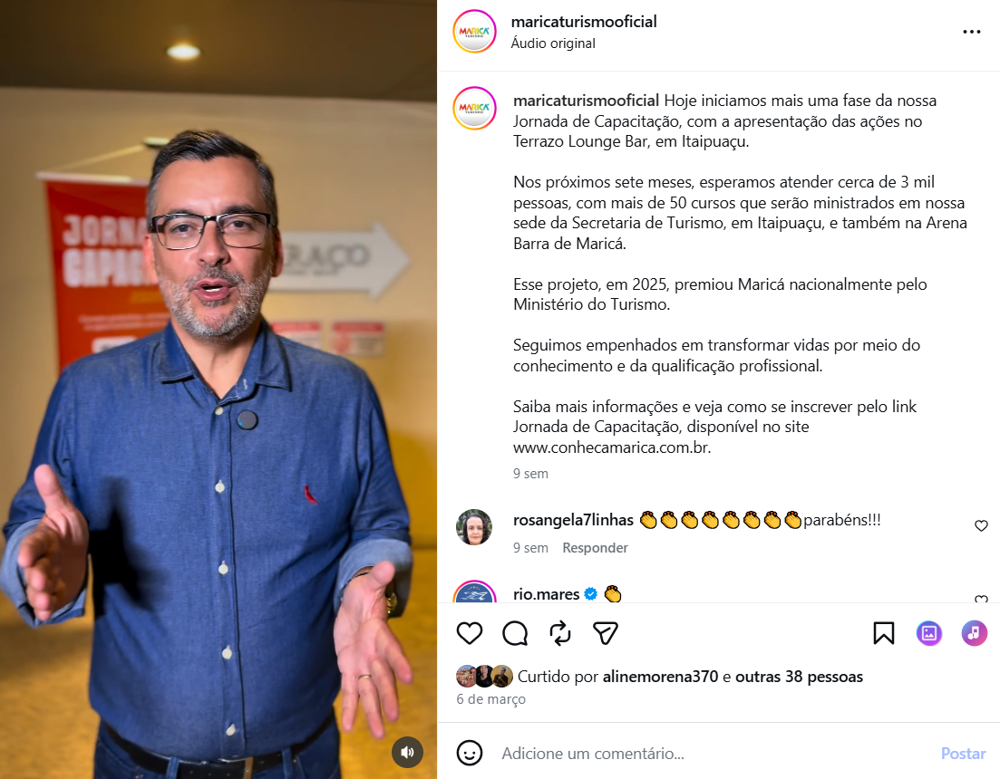 maricaturismooficial
Áudio original
MARICÁ
TURISMO
MARICÁ
TURISMO
maricaturismooficial Hoje iniciamos mais uma fase da nossa
Jornada de Capacitação, com a apresentação das ações no
Terrazo Lounge Bar, em Itaipuaçu.
Nos próximos sete meses, esperamos atender cerca de 3 mil
pessoas, com mais de 50 cursos que serão ministrados em nossa
sede da Secretaria de Turismo, em Itaipuaçu, e também na Arena
Barra de Maricá.
Esse projeto, em 2025, premiou Maricá nacionalmente pelo
Ministério do Turismo.
Seguimos empenhados em transformar vidas por meio do
conhecimento e da qualificação profissional.
Saiba mais informações e veja como se inscrever pelo link
Jornada de Capacitação, disponível no site
www.conhecamarica.com.br.
9 sem
rosangela7linhas 👏👏👏👏👏👏👏👏parabéns!!!
9 sem Responder
rio.mares 👏
Curtido por alinemorena370 e outras 38 pessoas
6 de março
Adicione um comentário...
Postar
JORNA
CAPAC